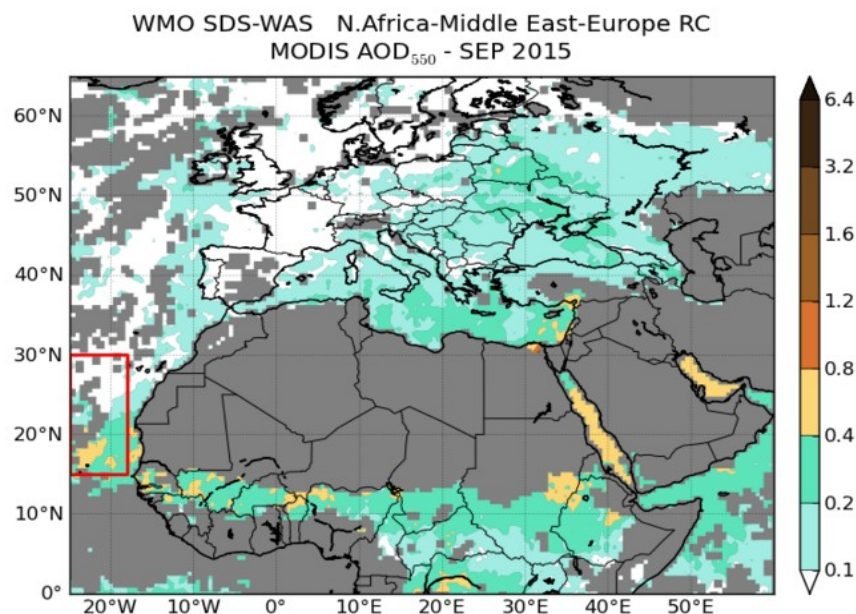 WMO SDS-WAS N.Africa-Middle East-Europe RC
MODIS AOD550 - SEP 2015
60°N
50°N
40°N
30°N
20°N
10°N
0°
20°W
10°W
0°
10°E
20°E
30°E
40°E
50°E
6.4
3.2
1.6
1.2
0.8
0.4
0.2
0.1